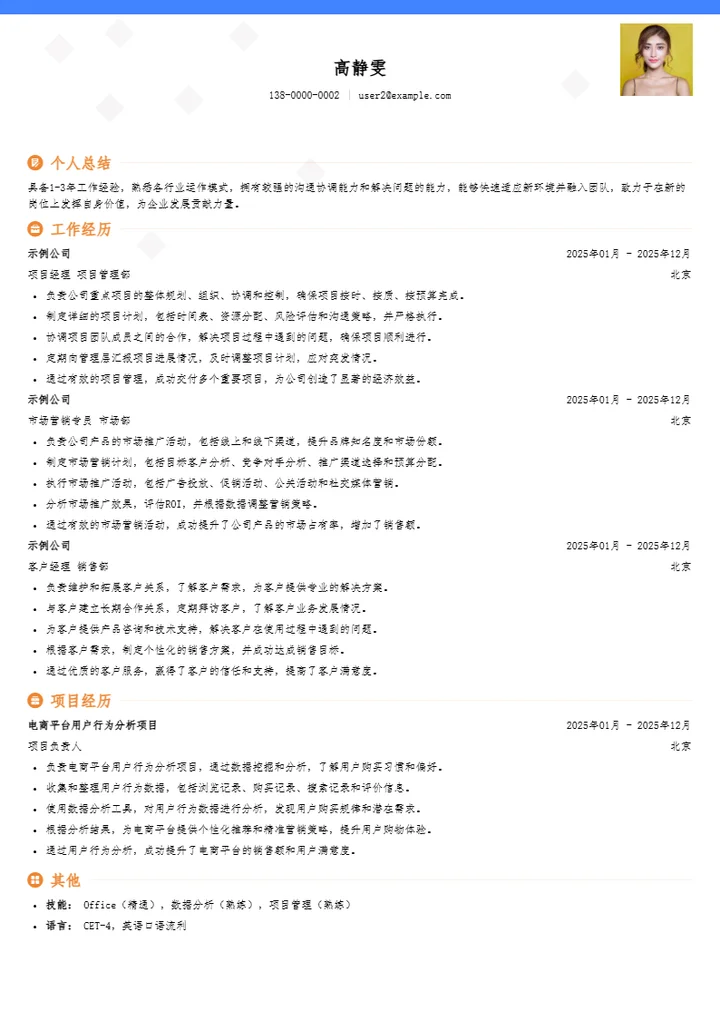 高静雯
138-0000-0002 | user2@example.com
个人总结
具备1-3年工作经验，熟悉各行业运作模式，拥有较强的沟通协调能力和解决问题的能力，能够快速适应新环境并融入团队，致力于在新的
岗位上发挥自身价值，为企业发展贡献力量。
工作经历
示例公司 2025年01月 - 2025年12月
项目经理 项目管理部 北京
• 负责公司重点项目的整体规划、组织、协调和控制，确保项目按时、按质、按预算完成。
• 制定详细的项目计划，包括时间表、资源分配、风险评估和沟通策略，并严格执行。
• 协调项目团队成员之间的合作，解决项目过程中遇到的问题，确保项目顺利进行。
• 定期向管理层汇报项目进展情况，及时调整项目计划，应对突发情况。
• 通过有效的项目管理，成功交付多个重要项目，为公司创造了显著的经济效益。
示例公司 2025年01月 - 2025年12月
市场营销专员 市场部 北京
• 负责公司产品的市场推广活动，包括线上和线下渠道，提升品牌知名度和市场份额。
• 制定市场营销计划，包括目标客户分析、竞争对手分析、推广渠道选择和预算分配。
• 执行市场推广活动，包括广告投放、促销活动、公关活动和社交媒体营销。
• 分析市场推广效果，评估ROI，并根据数据调整营销策略。
• 通过有效的市场营销活动，成功提升了公司产品的市场占有率，增加了销售额。
示例公司 2025年01月 - 2025年12月
客户经理 销售部 北京
• 负责维护和拓展客户关系，了解客户需求，为客户提供专业的解决方案。
• 与客户建立长期合作关系，定期拜访客户，了解客户业务发展情况。
• 为客户提供产品咨询和技术支持，解决客户在使用过程中遇到的问题。
• 根据客户需求，制定个性化的销售方案，并成功达成销售目标。
• 通过优质的客户服务，赢得了客户的信任和支持，提高了客户满意度。
项目经历
电商平台用户行为分析项目 2025年01月 - 2025年12月
项目负责人 北京
• 负责电商平台用户行为分析项目，通过数据挖掘和分析，了解用户购买习惯和偏好。
• 收集和整理用户行为数据，包括浏览记录、购买记录、搜索记录和评价信息。
• 使用数据分析工具，对用户行为数据进行分析，发现用户购买规律和潜在需求。
• 根据分析结果，为电商平台提供个性化推荐和精准营销策略，提升用户购物体验。
• 通过用户行为分析，成功提升了电商平台的销售额和用户满意度。
其他
• 技能： Office（精通），数据分析（熟练），项目管理（熟练）
• 语言： CET-4，英语口语流利